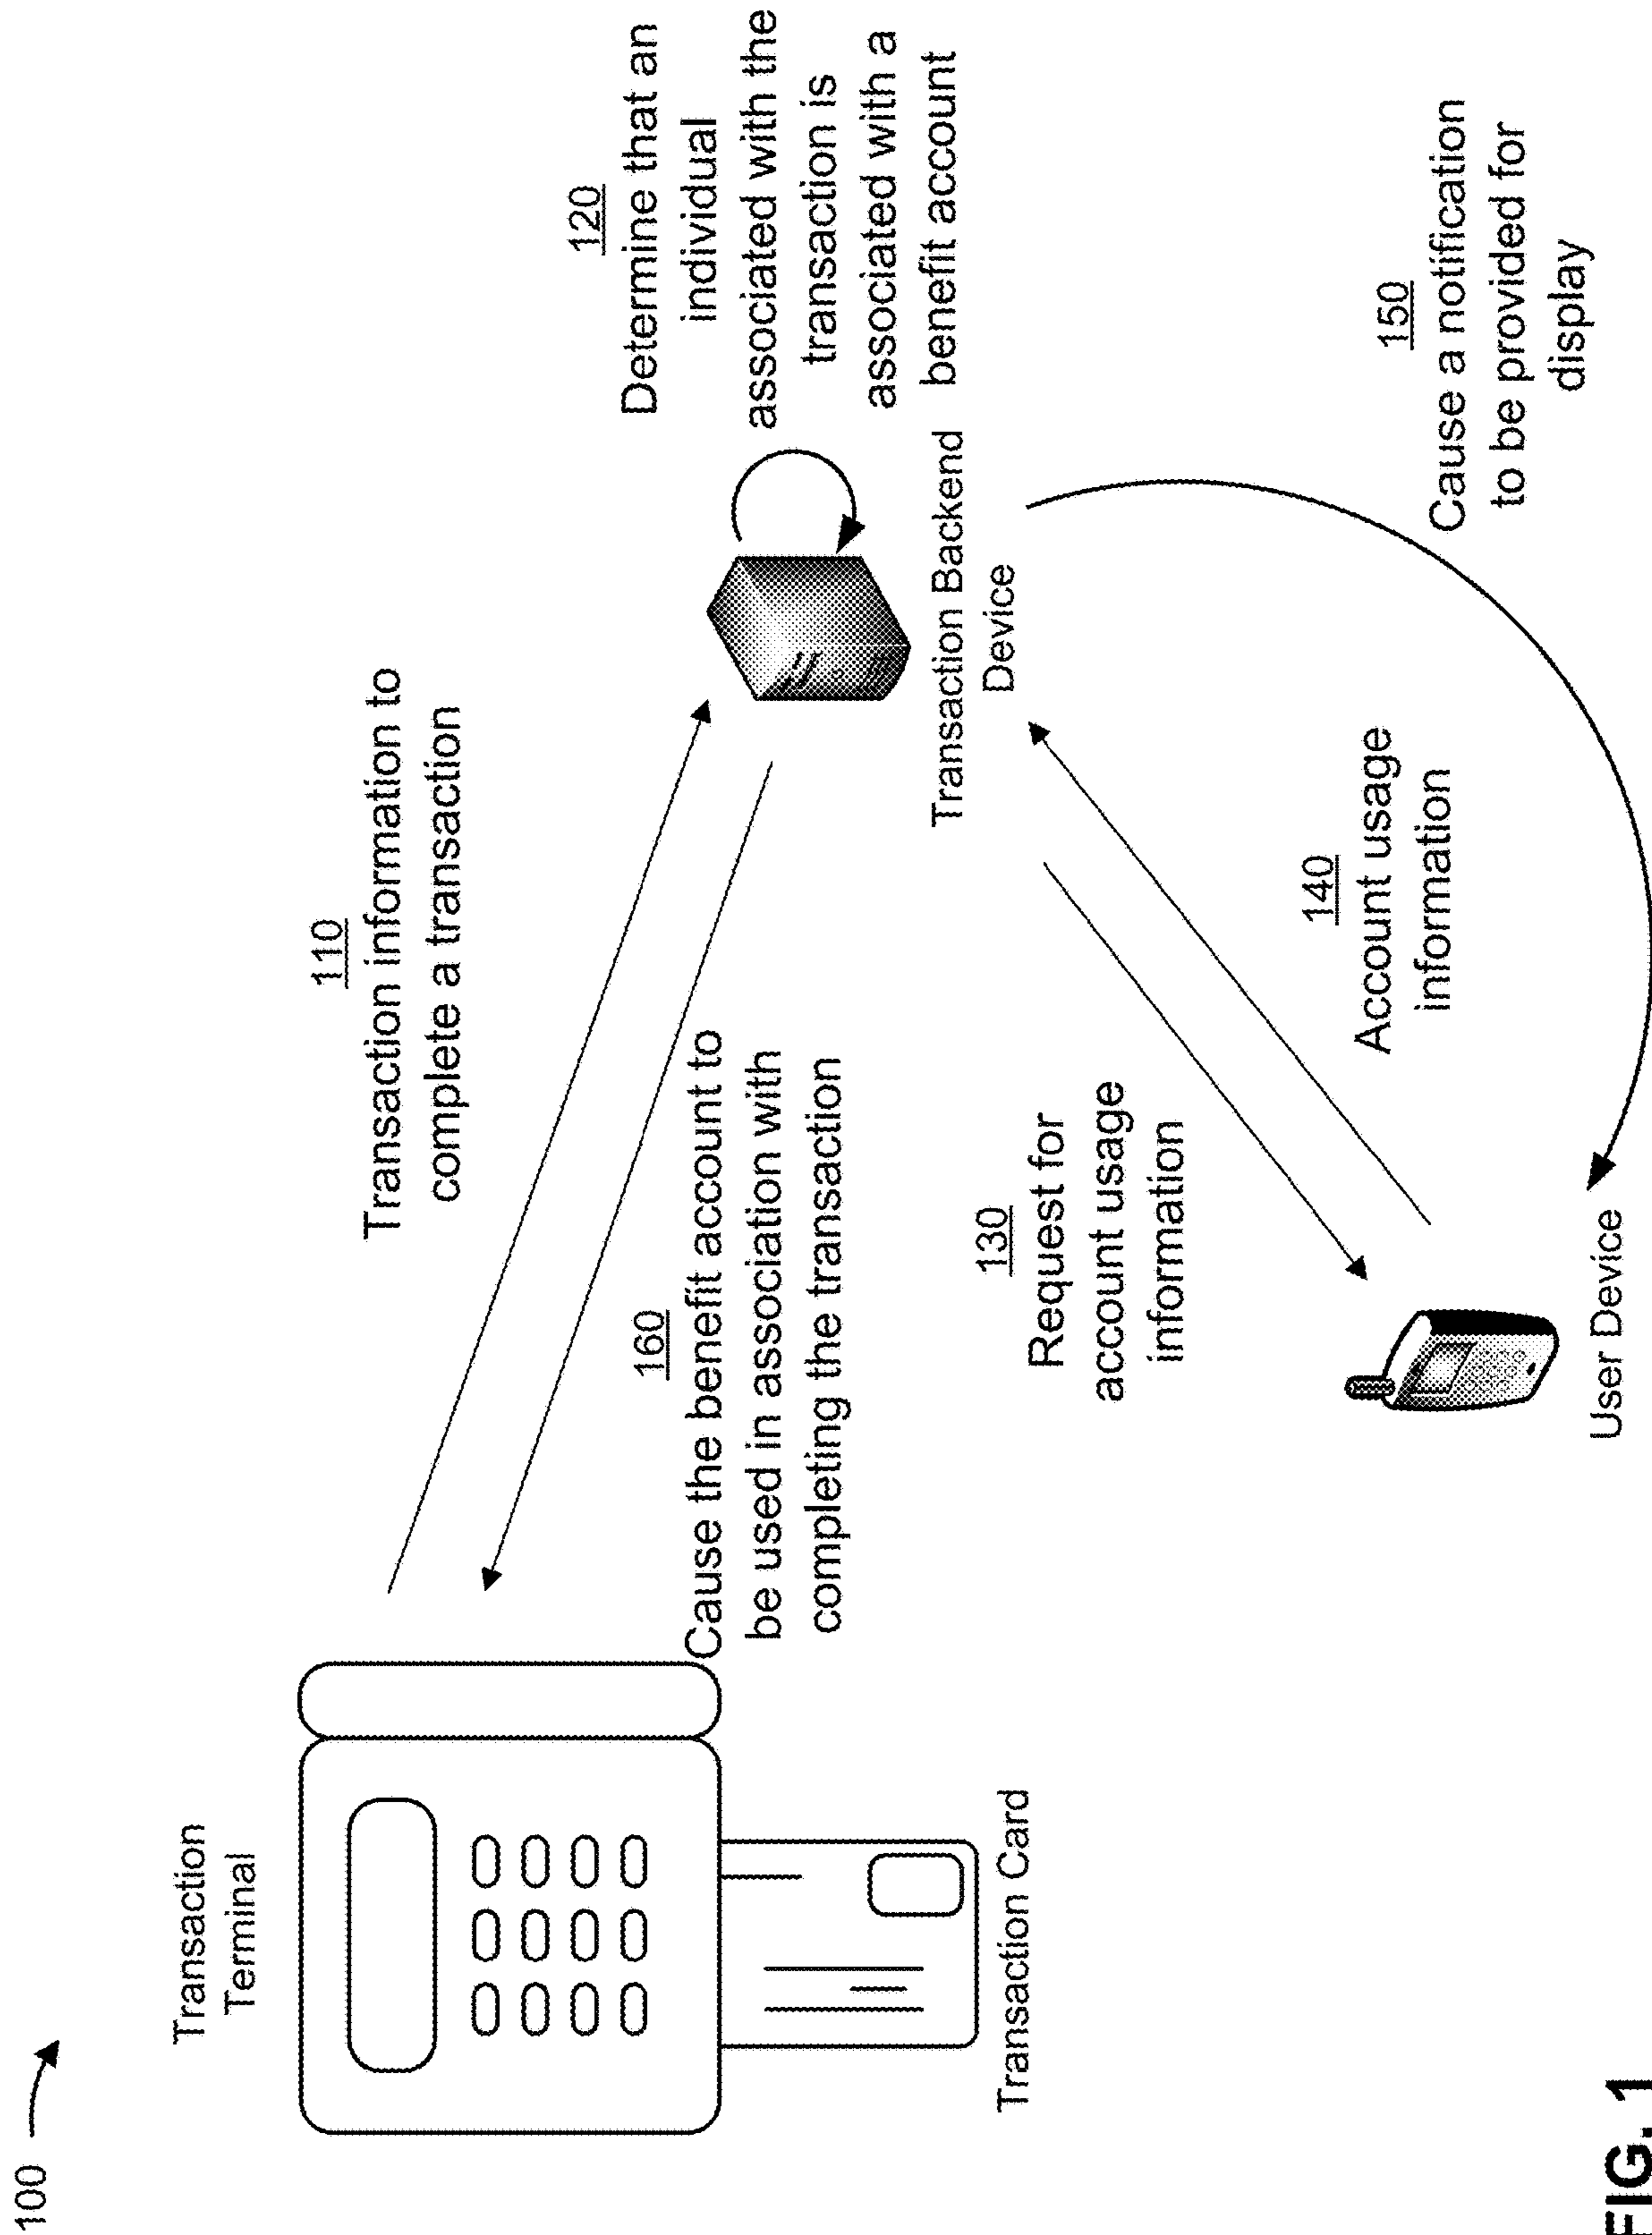 100
Transaction
Terminal
Transaction Card
110
Transaction information to
complete a transaction
160
Cause the benefit account to
be used in association with
completing the transaction
120
Determine that an
individual
associated with the
transaction is
associated with a
benefit account
Transaction Backend
Device
130
Request for
account usage
information
140
Account usage
information
150
Cause a notification
to be provided for
display
User Device
FIG. 1